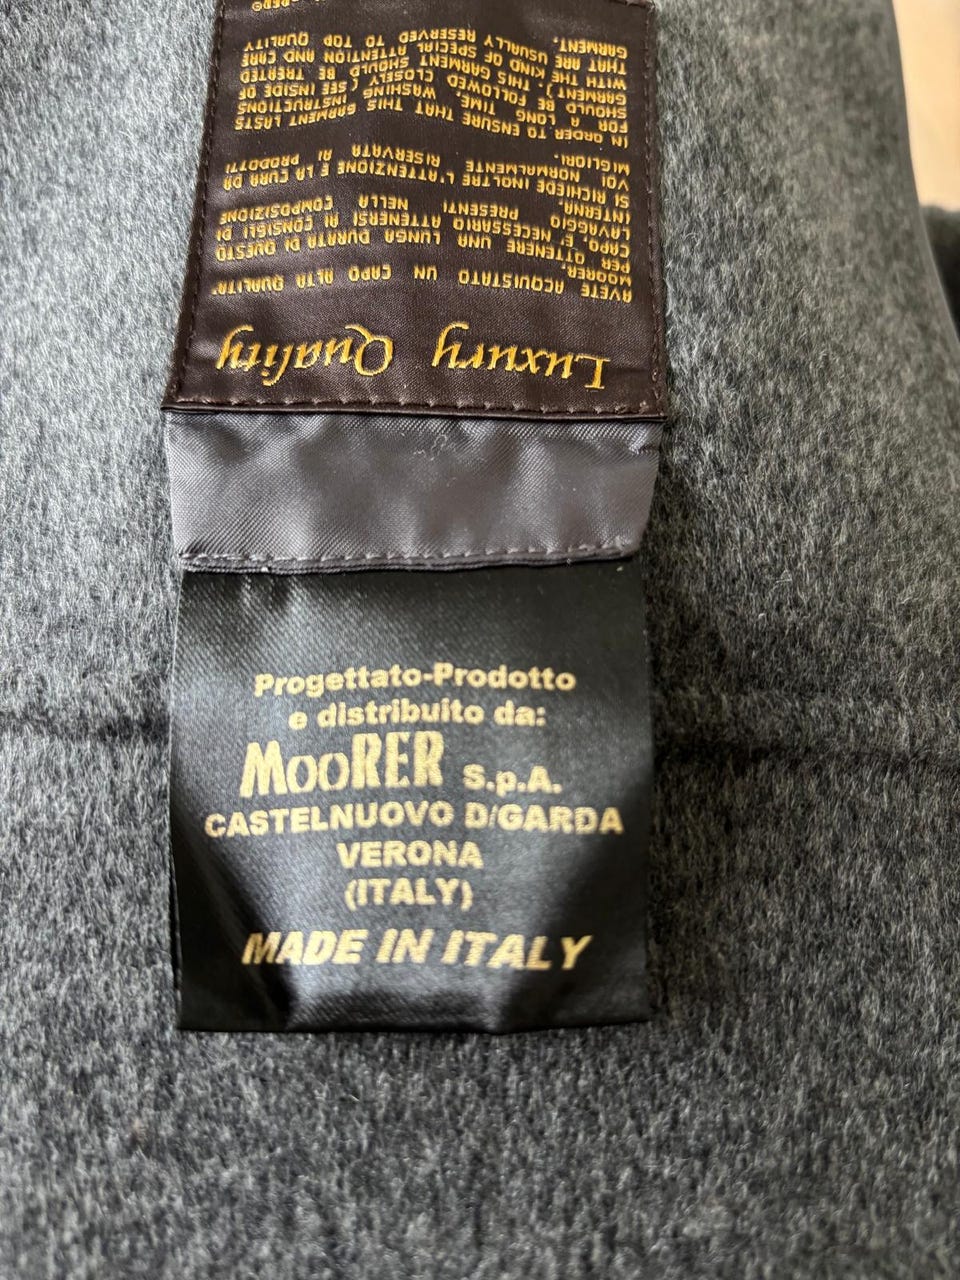 Luxury Quality
AVETE ACQUISTATO UN CAPO ALTA QUALITA'
MOORER.
PER OTTENERE UNA LUNGA DURATA DI QUESTO
CAPO, E' NECESSARIO ATTENERSI AI CONSIGLI DI
LAVAGGIO PRESENTI NELLA COMPOSIZIONE
INTERNA.
SI RICHIEDE INOLTRE L'ATTENZIONE E LA CURA DA
VOI NORMALMENTE RISERVATA AI PRODOTTI
MIGLIORI.
IN ORDER TO ENSURE THAT THIS GARMENT LASTS
FOR A LONG TIME, WASHING INSTRUCTIONS
SHOULD BE FOLLOWED CLOSELY ( SEE INSIDE OF
GARMENT). THIS GARMENT SHOULD BE TREATED
WITH THE KIND OF SPECIAL ATTENTION AND CARE
THAT ARE USUALLY RESERVED TO TOP QUALITY
GARMENT.
Progettato-Prodotto
e distribuito da:
MooRER S.p.A.
CASTELNUOVO D/GARDA
VERONA
(ITALY)
MADE IN ITALY